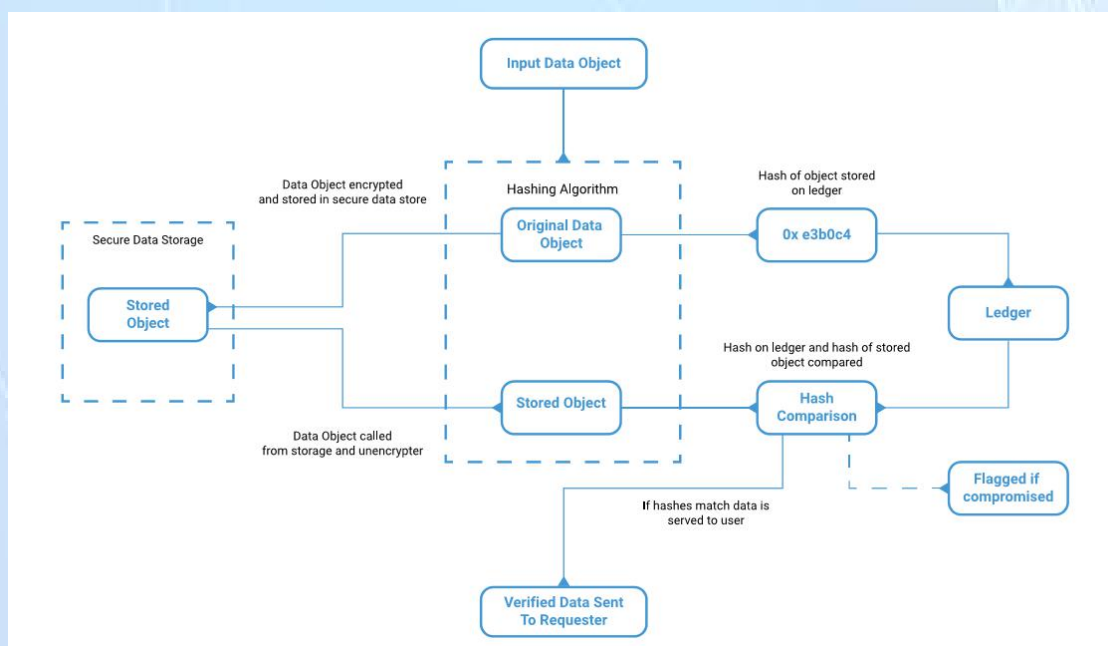 Input Data Object
Data Object encrypted
and stored in secure data store
Hashing Algorithm
Hash of object stored
on ledger
Secure Data Storage
Original Data
Object
0x e3b0c4
Stored
Object
Ledger
Hash on ledger and hash of stored
object compared
Stored Object
Hash
Comparison
Data Object called
from storage and unencrypter
Flagged if
compromised
If hashes match data is
served to user
Verified Data Sent
To Requester